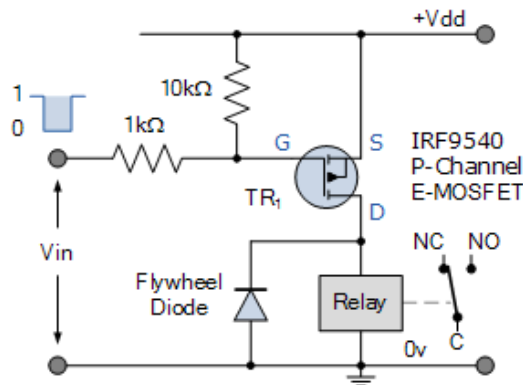 +Vdd
1
0
10kΩ
1kΩ
G
S
IRF9540
P-Channel
E-MOSFET
TR1
D
Vin
NC
NO
Flywheel
Diode
Relay
0v
C